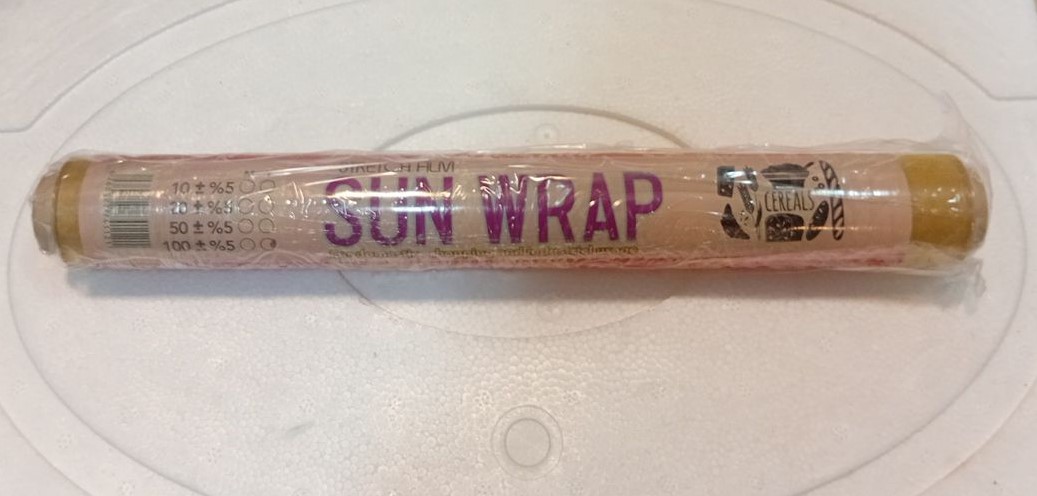 STRETCH FILM
SUN WRAP
10 ± %5
50 ± %5
100 ± %5
CEREALS